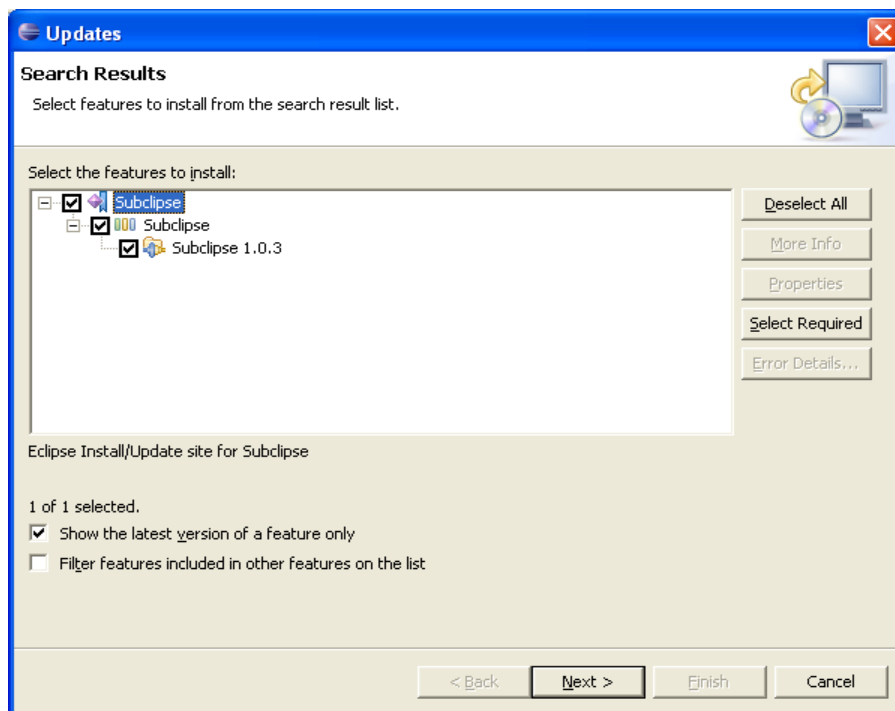 Updates
Search Results
Select features to install from the search result list.
Select the features to install:
Subclipse
Subclipse
Subclipse 1.0.3
Deselect All
More Info
Properties
Select Required
Error Details...
Eclipse Install/Update site for Subclipse
1 of 1 selected.
Show the latest version of a feature only
Filter features included in other features on the list
< Back
Next >
Finish
Cancel